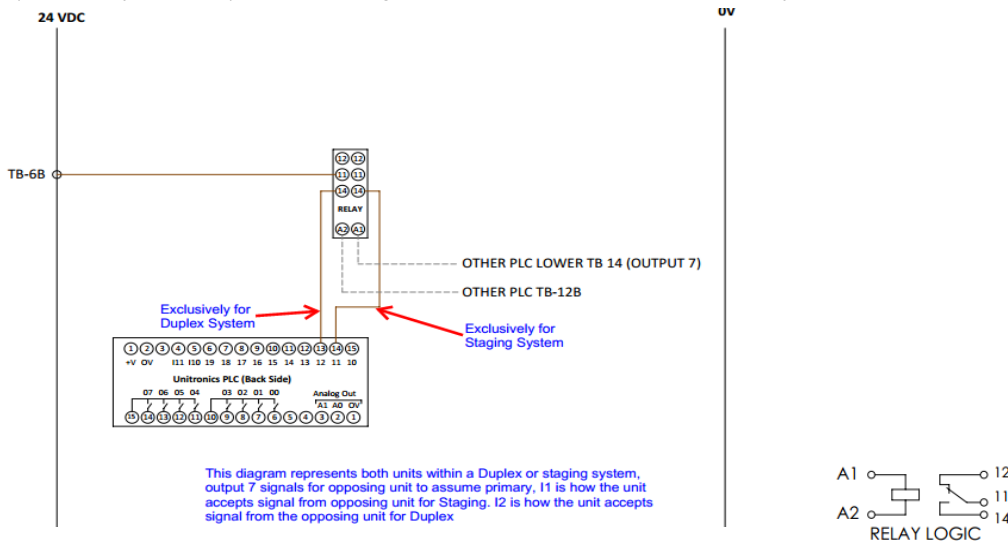 24 VDC
0V
TB-6B
12 12
11 11
14 14
RELAY
A2 A1
OTHER PLC LOWER TB 14 (OUTPUT 7)
OTHER PLC TB-12B
Exclusively for
Duplex System
Exclusively for
Staging System
1 2 3 4 5 6 7 8 9 10 11 12 13 14 15
+V 0V I11 I10 19 18 17 16 15 14 13 12 11 10
Unitronics PLC (Back Side)
07 06 05 04 03 02 01 00 Analog Out
A1 A0 0V
15 14 13 12 11 10 9 8 7 6 5 4 3 2 1
This diagram represents both units within a Duplex or staging system,
output 7 signals for opposing unit to assume primary, I1 is how the unit
accepts signal from opposing unit for Staging. I2 is how the unit accepts
signal from the opposing unit for Duplex
A1 12
11
A2 14
RELAY LOGIC